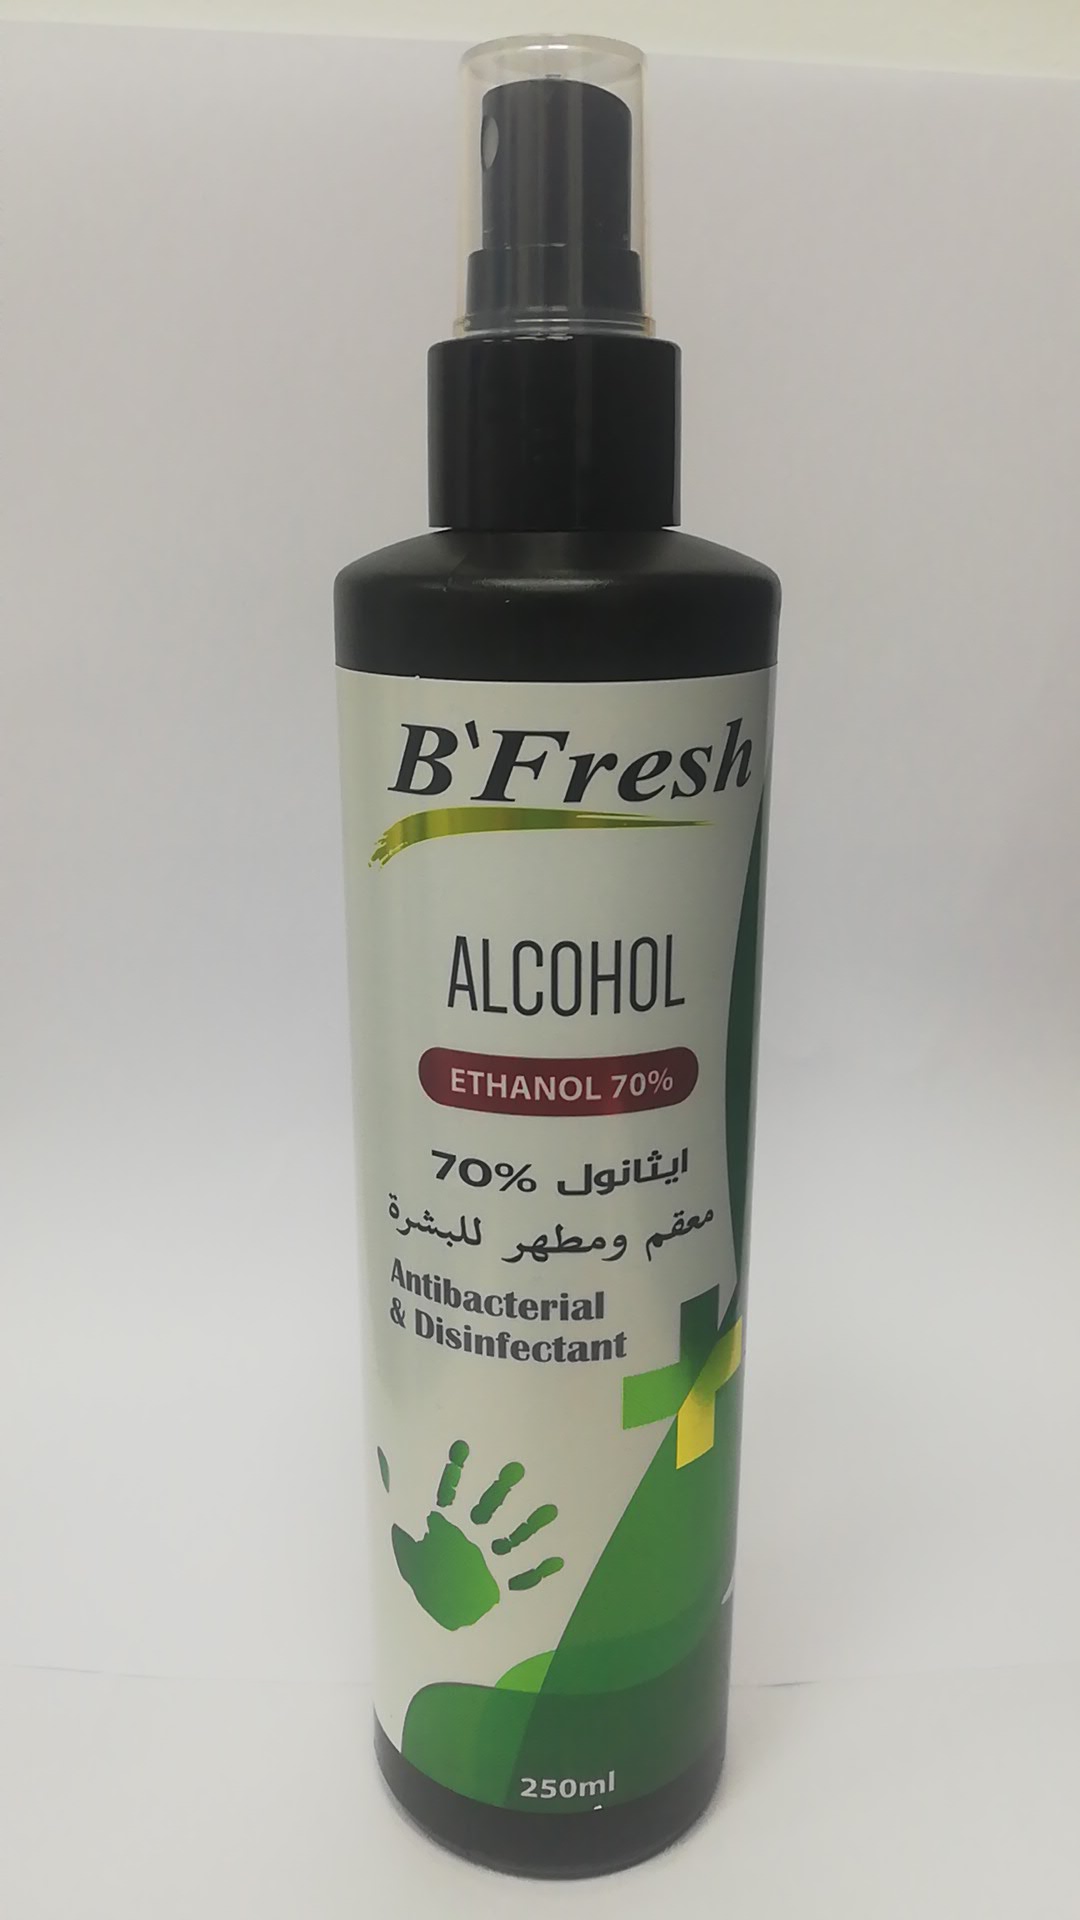 B`Fresh
ALCOHOL
ETHANOL 70%
ايثانول 70%
معقم ومطهر للبشرة
Antibacterial
& Disinfectant
250ml